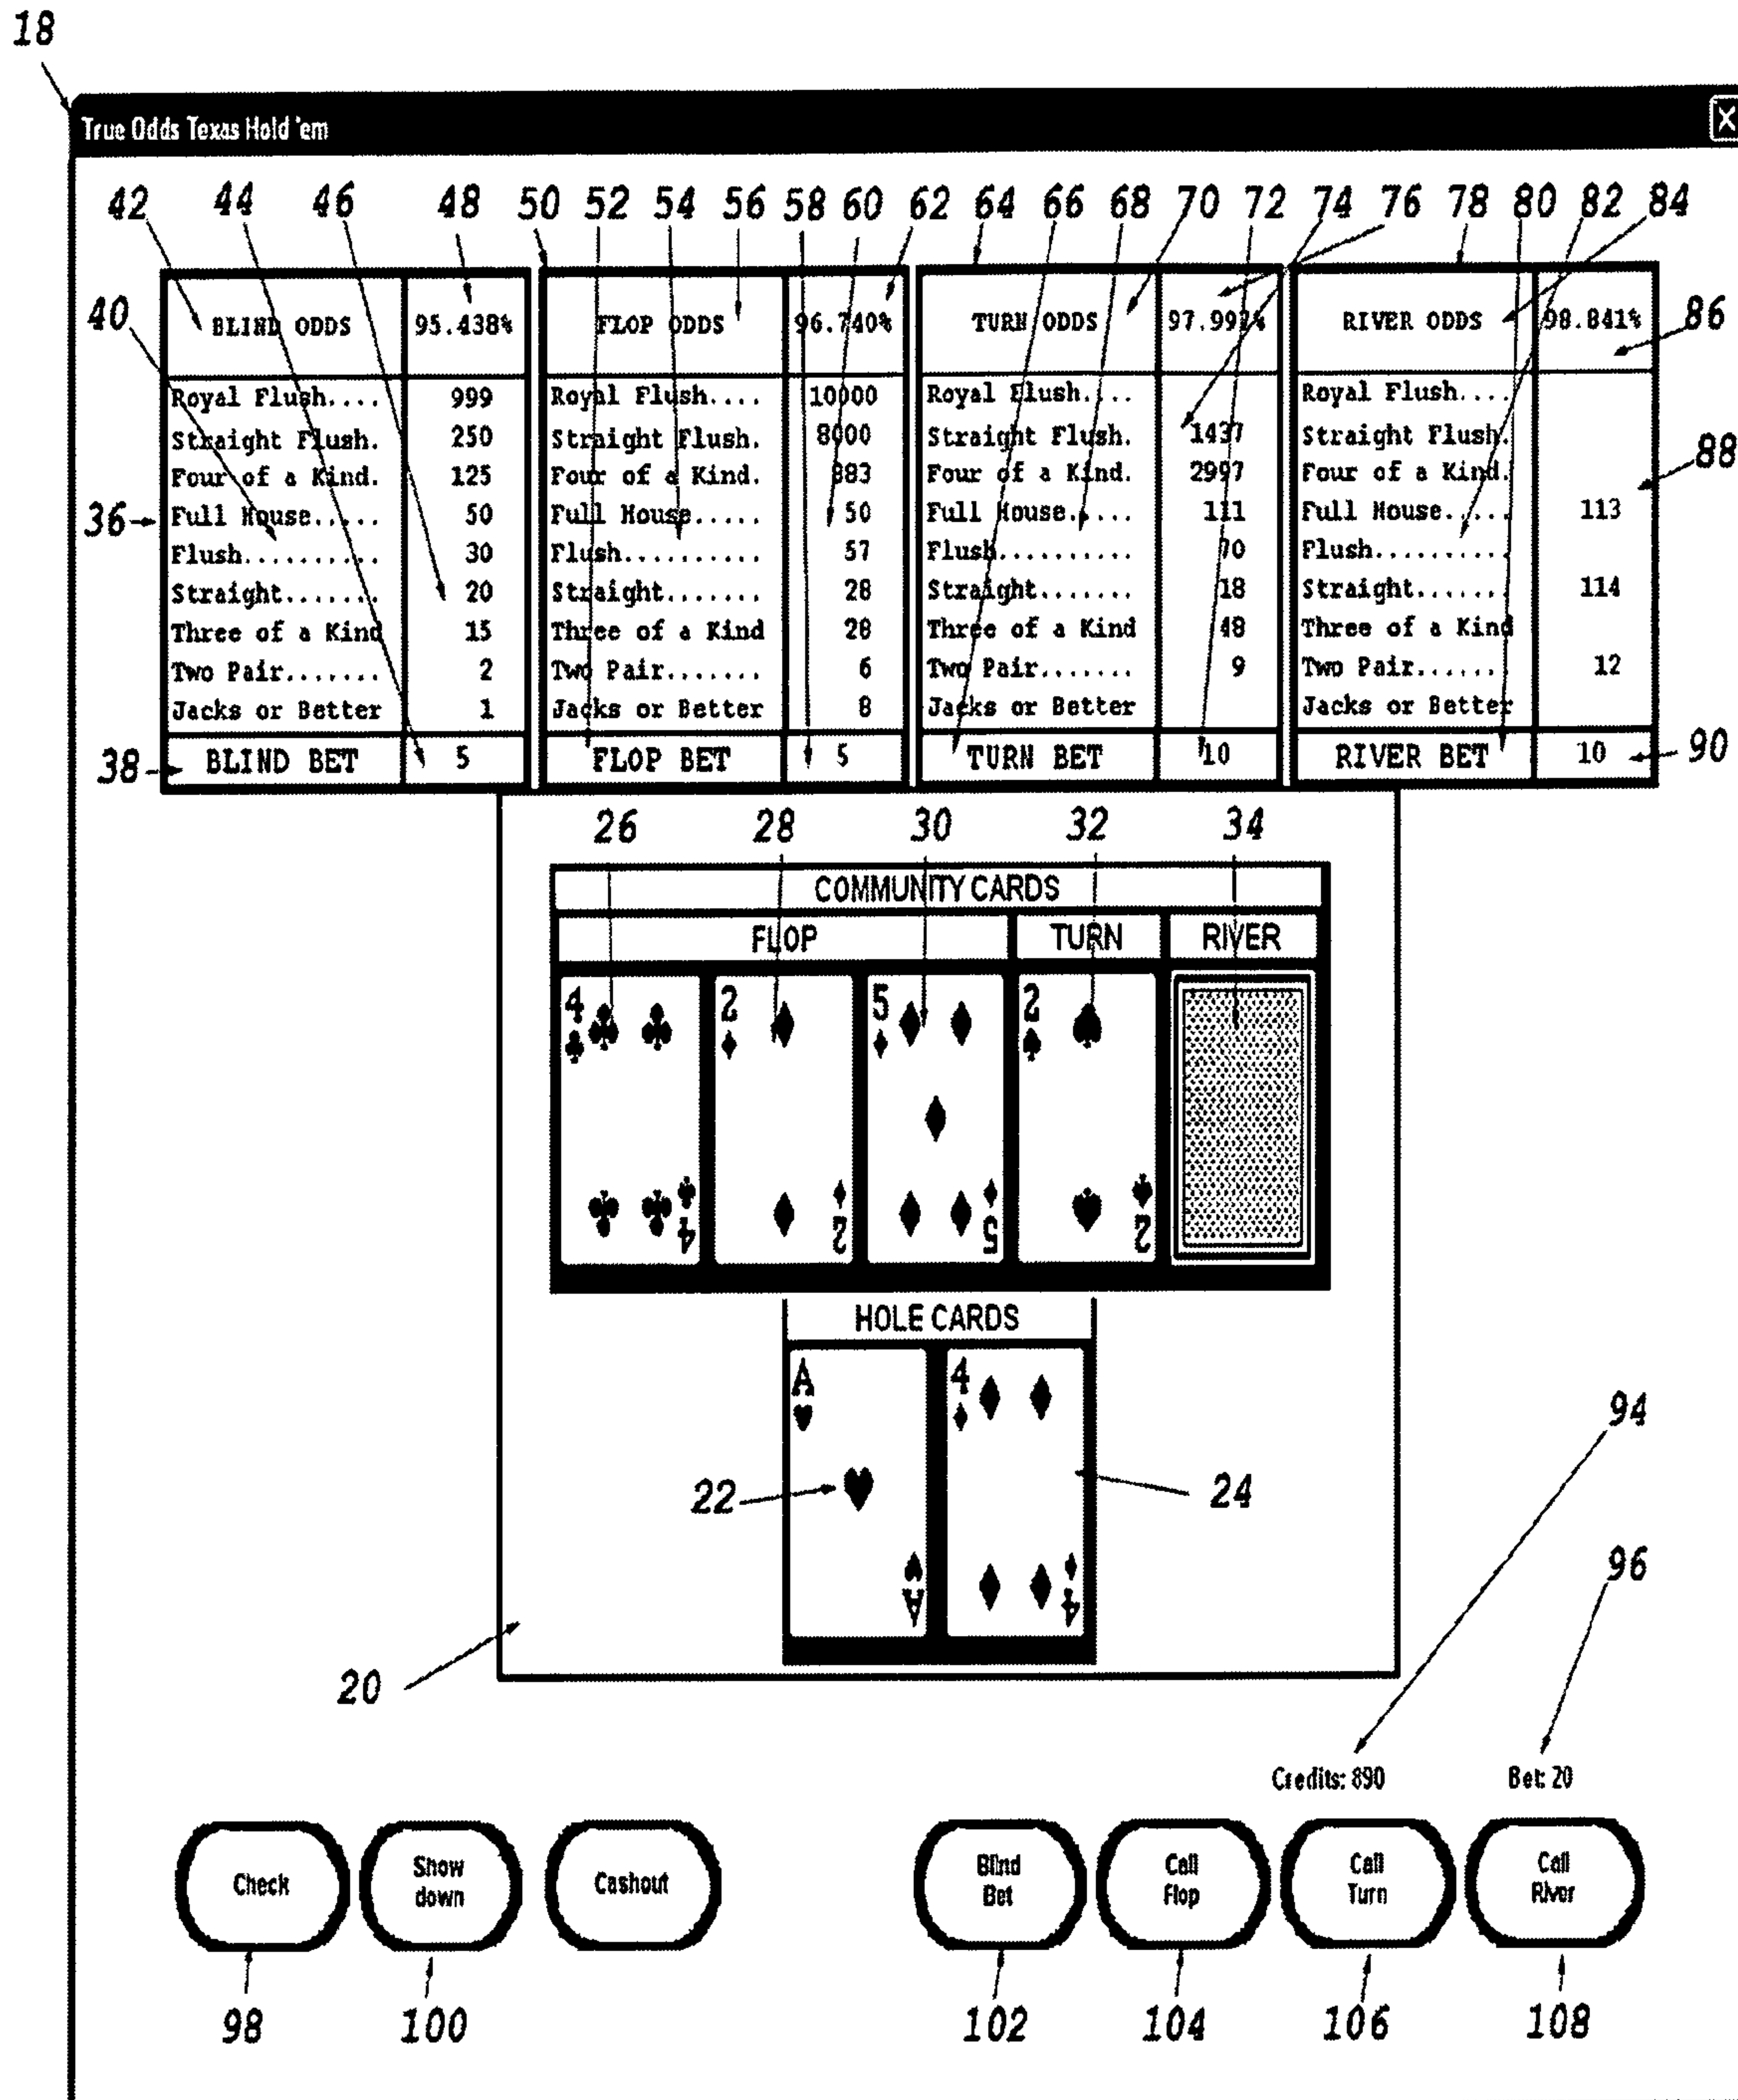 18
True Odds Texas Hold 'em X
42 44 46 48 50 52 54 56 58 60 62 64 66 68 70 72 74 76 78 80 82 84
40 BLIND ODDS 95.438% FLOP ODDS 96.740% TURN ODDS RIVER ODDS 98.841% 86
Royal Flush.... 999 Royal Flush.... 10000 Royal Flush.... Royal Flush....
Straight Flush. 250 Straight Flush. 8000 Straight Flush. 1437 Straight Flush.
Four of a Kind. 125 Four of a Kind. 883 Four of a Kind. 2997 Four of a Kind. 88
36 Full House..... 50 Full House..... 50 Full House..... 111 Full House..... 113
Flush.......... 30 Flush.......... 57 Flush.......... 70 Flush..........
Straight....... 20 Straight....... 28 Straight....... 18 Straight....... 114
Three of a Kind 15 Three of a Kind 28 Three of a Kind 48 Three of a Kind
Two Pair....... 2 Two Pair....... 6 Two Pair....... 9 Two Pair....... 12
Jacks or Better 1 Jacks or Better 8 Jacks or Better Jacks or Better
38 BLIND BET 5 FLOP BET 5 TURN BET 10 RIVER BET 10 90
26 28 30 32 34
COMMUNITY CARDS
FLOP TURN RIVER
4 2 5 2
4 2 5 2
HOLE CARDS
A 4
22 24
A 4
94
96
20
Credits: 890 Bet: 20
Check Show down Cashout Blind Bet Call Flop Call Turn Call River
98 100 102 104 106 108